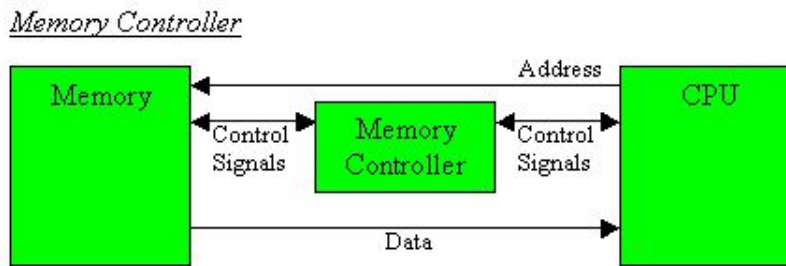 Memory Controller
Address
Memory
CPU
Control
Signals
Memory
Controller
Control
Signals
Data